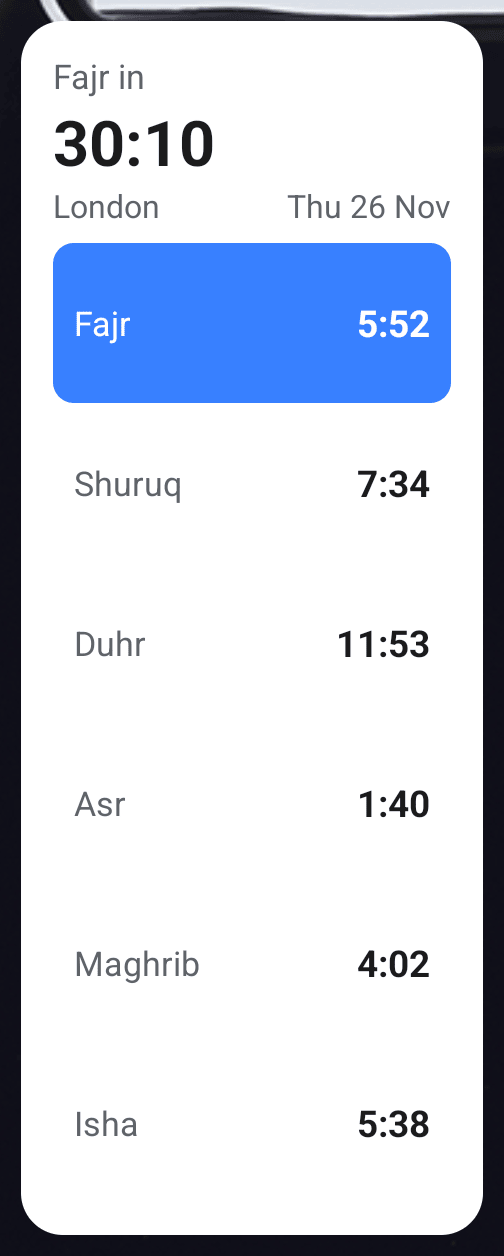 Fajr in
30:10
London Thu 26 Nov
Fajr 5:52
Shuruq 7:34
Duhr 11:53
Asr 1:40
Maghrib 4:02
Isha 5:38